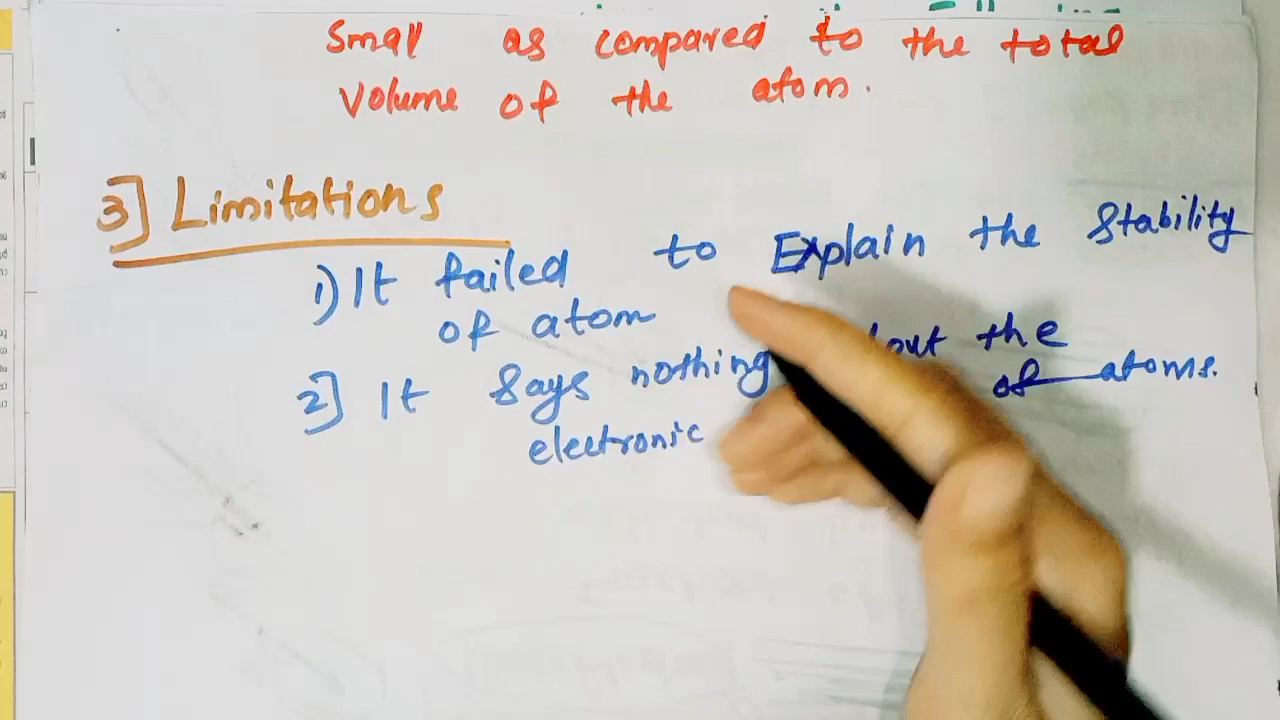 Small as compared to the total
Volume of the atom.
3] Limitations
1) It failed to Explain the Stability
of atom
2] It Says nothing the
electronic of atoms.